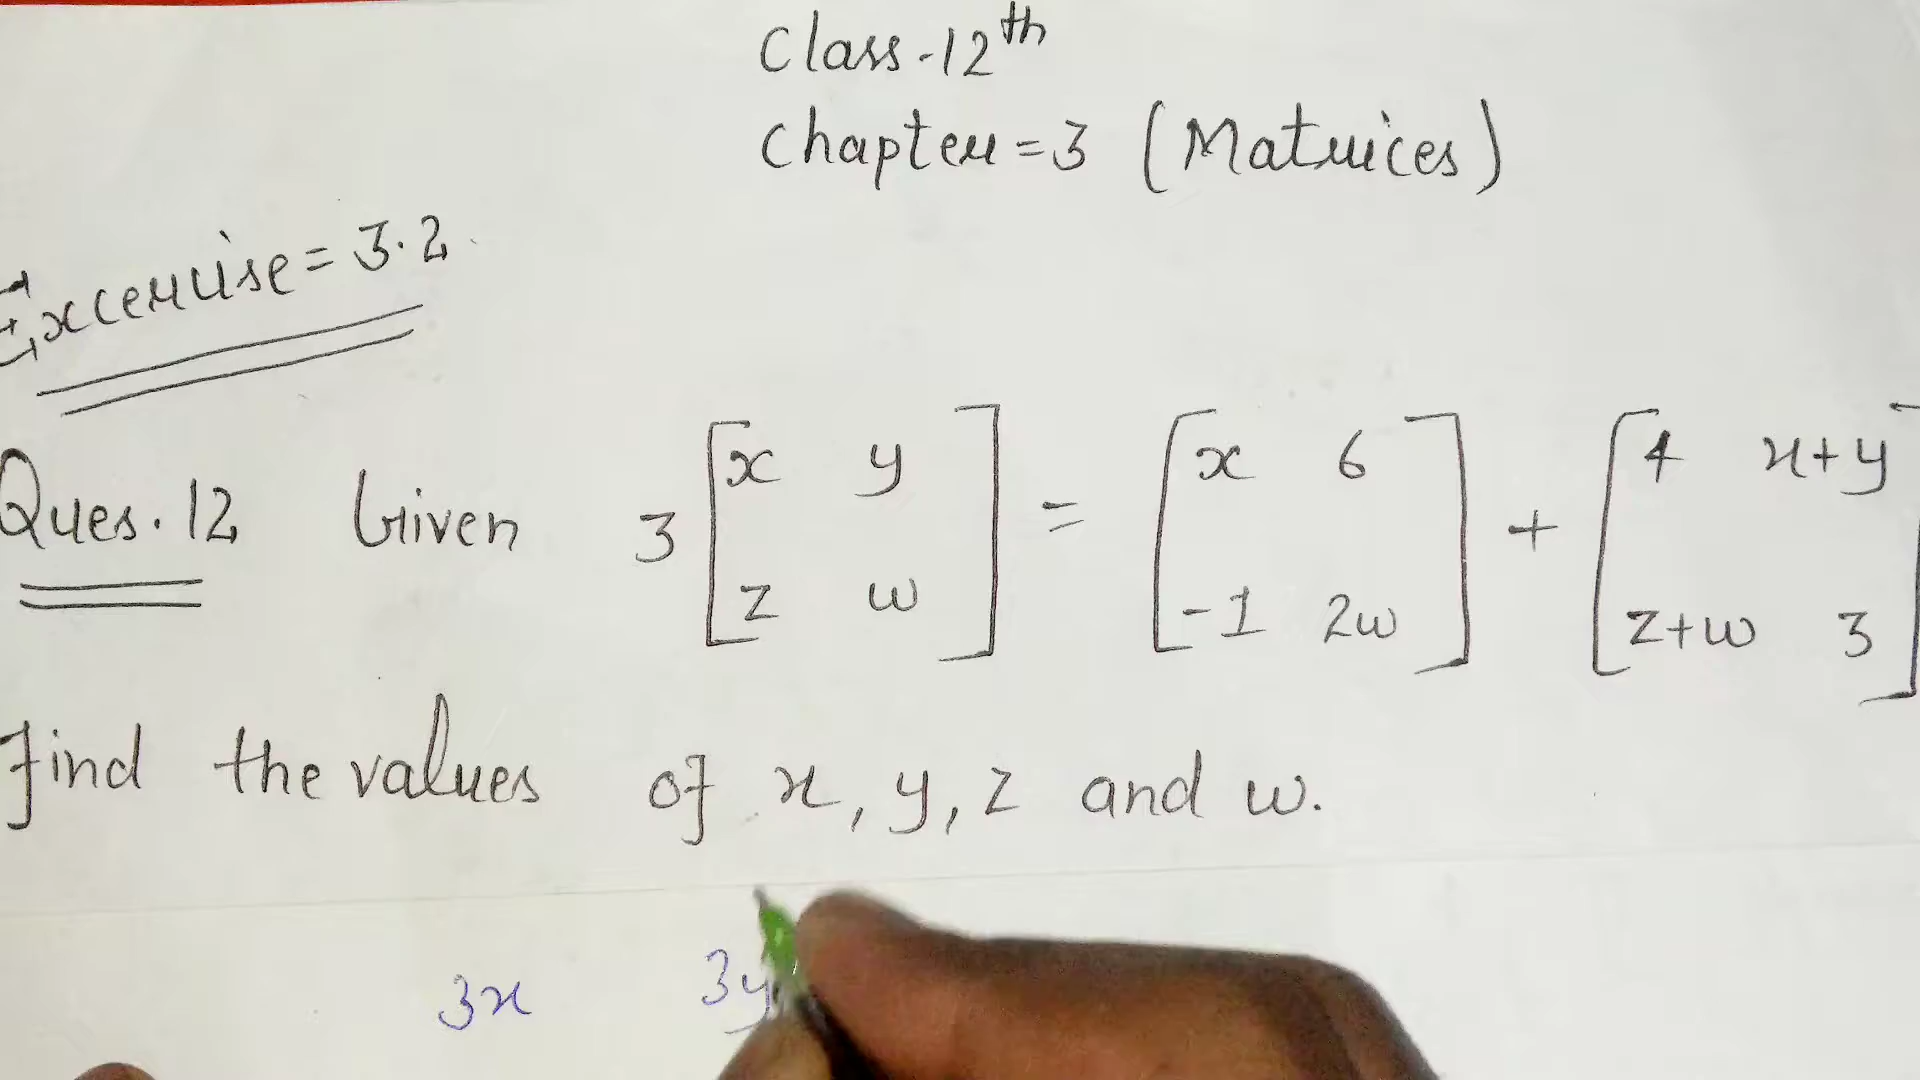 Class-12th
Chapter=3 (Matrices)
Excercise=3.2
Ques.12 Given 3 [x y z w] = [x 6 -1 2w] + [4 x+y z+w 3]
Find the values of x, y, z and w.
3x 3y